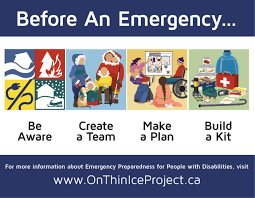 Before An Emergency...
Be Aware
Create a Team
Make a Plan
Build a Kit
For more information about Emergency Preparedness for People with Disabilities, visit
www.OnThinIceProject.ca